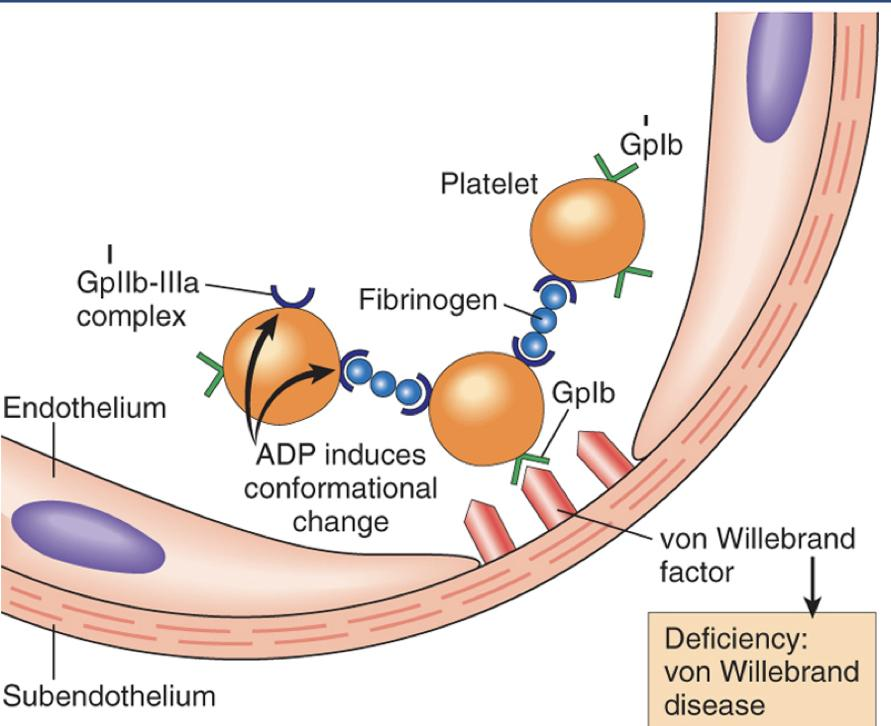 GpIb
Platelet
GpIIb-IIIa
complex
Fibrinogen
GpIb
Endothelium
ADP induces
conformational
change
von Willebrand
factor
Deficiency:
von Willebrand
disease
Subendothelium